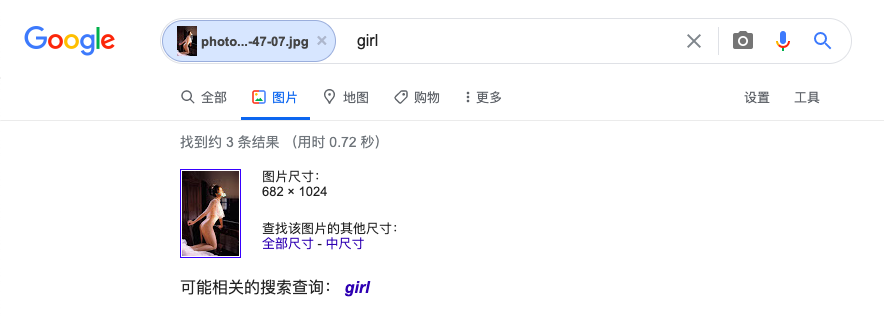 Google photo...-47-07.jpg × girl
全部 图片 地图 购物 更多 设置 工具
找到约 3 条结果 （用时 0.72 秒）
图片尺寸：
682 × 1024
查找该图片的其他尺寸：
全部尺寸 - 中尺寸
可能相关的搜索查询： girl